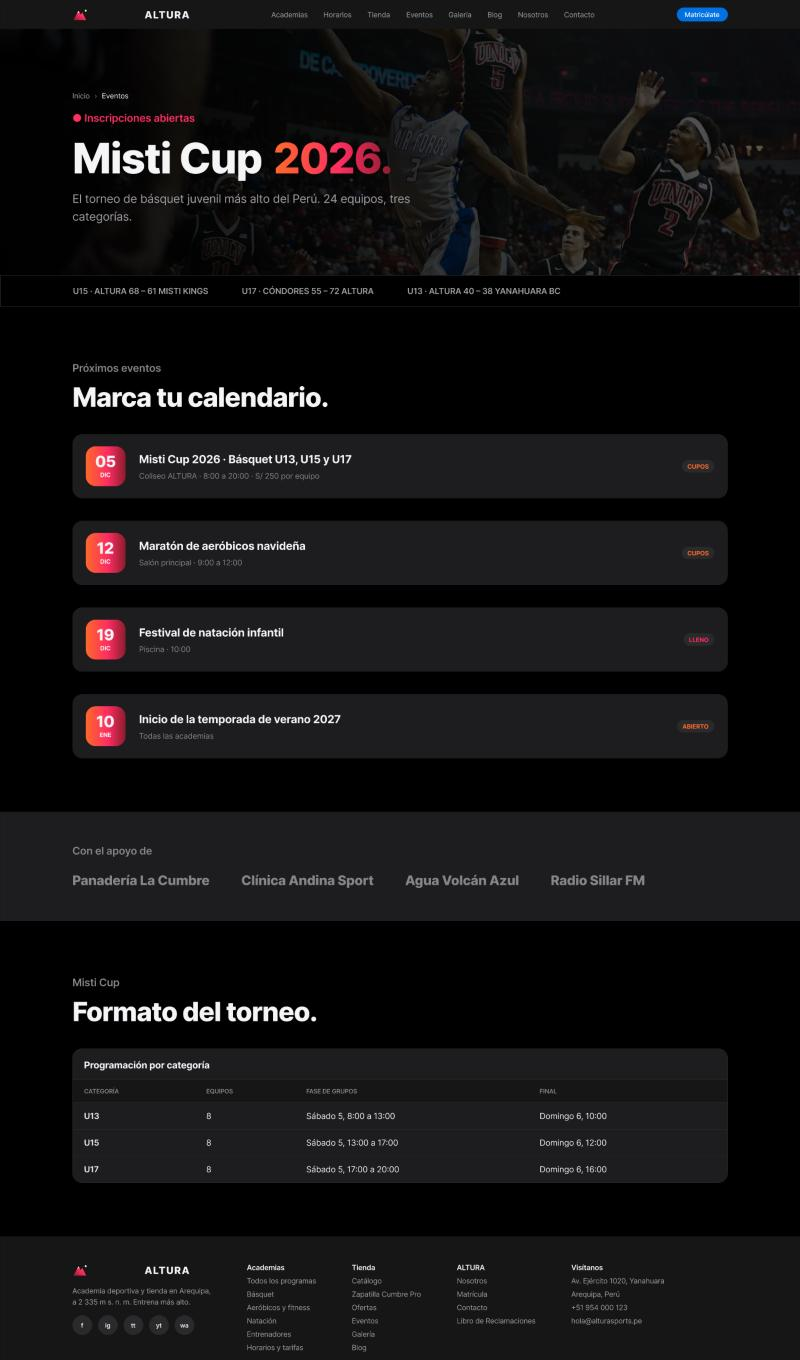 ALTURA
Academias Horarios Tienda Eventos Galería Blog Nosotros Contacto
Matricúlate
Inicio › Eventos
Inscripciones abiertas
Misti Cup 2026.
El torneo de básquet juvenil más alto del Perú. 24 equipos, tres
categorías.
AIR FORCE
3
5
UNLV
2
U15 · ALTURA 68 – 61 MISTI KINGS
U17 · CÓNDORES 55 – 72 ALTURA
U13 · ALTURA 40 – 38 YANAHUARA BC
Próximos eventos
Marca tu calendario.
05
DIC
Misti Cup 2026 · Básquet U13, U15 y U17
Coliseo ALTURA · 8:00 a 20:00 · S/ 250 por equipo
CUPOS
12
DIC
Maratón de aeróbicos navideña
Salón principal · 9:00 a 12:00
CUPOS
19
DIC
Festival de natación infantil
Piscina · 10:00
LLENO
10
ENE
Inicio de la temporada de verano 2027
Todas las academias
ABIERTO
Con el apoyo de
Panadería La Cumbre Clínica Andina Sport Agua Volcán Azul Radio Sillar FM
Misti Cup
Formato del torneo.
Programación por categoría
CATEGORÍA EQUIPOS FASE DE GRUPOS FINAL
U13 8 Sábado 5, 8:00 a 13:00 Domingo 6, 10:00
U15 8 Sábado 5, 13:00 a 17:00 Domingo 6, 12:00
U17 8 Sábado 5, 17:00 a 20:00 Domingo 6, 16:00
ALTURA
Academia deportiva y tienda en Arequipa,
a 2 335 m s. n. m. Entrena más alto.
f ig tt yt wa
Academias
Todos los programas
Básquet
Aeróbicos y fitness
Natación
Entrenadores
Horarios y tarifas
Tienda
Catálogo
Zapatilla Cumbre Pro
Ofertas
Eventos
Galería
Blog
ALTURA
Nosotros
Matrícula
Contacto
Libro de Reclamaciones
Visítanos
Av. Ejército 1020, Yanahuara
Arequipa, Perú
+51 954 000 123
hola@alturasports.pe